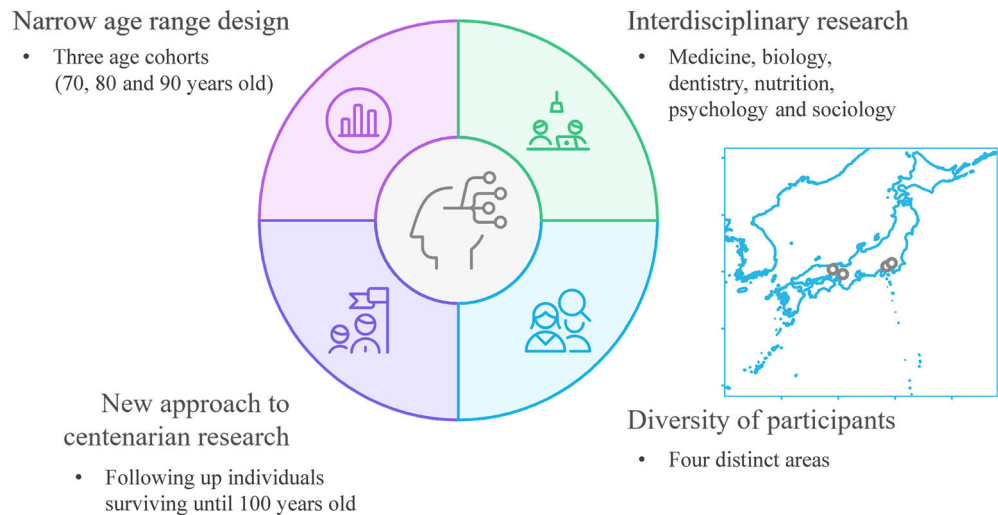 Narrow age range design
• Three age cohorts
(70, 80 and 90 years old)
Interdisciplinary research
• Medicine, biology,
dentistry, nutrition,
psychology and sociology
New approach to
centenarian research
• Following up individuals
surviving until 100 years old
Diversity of participants
• Four distinct areas